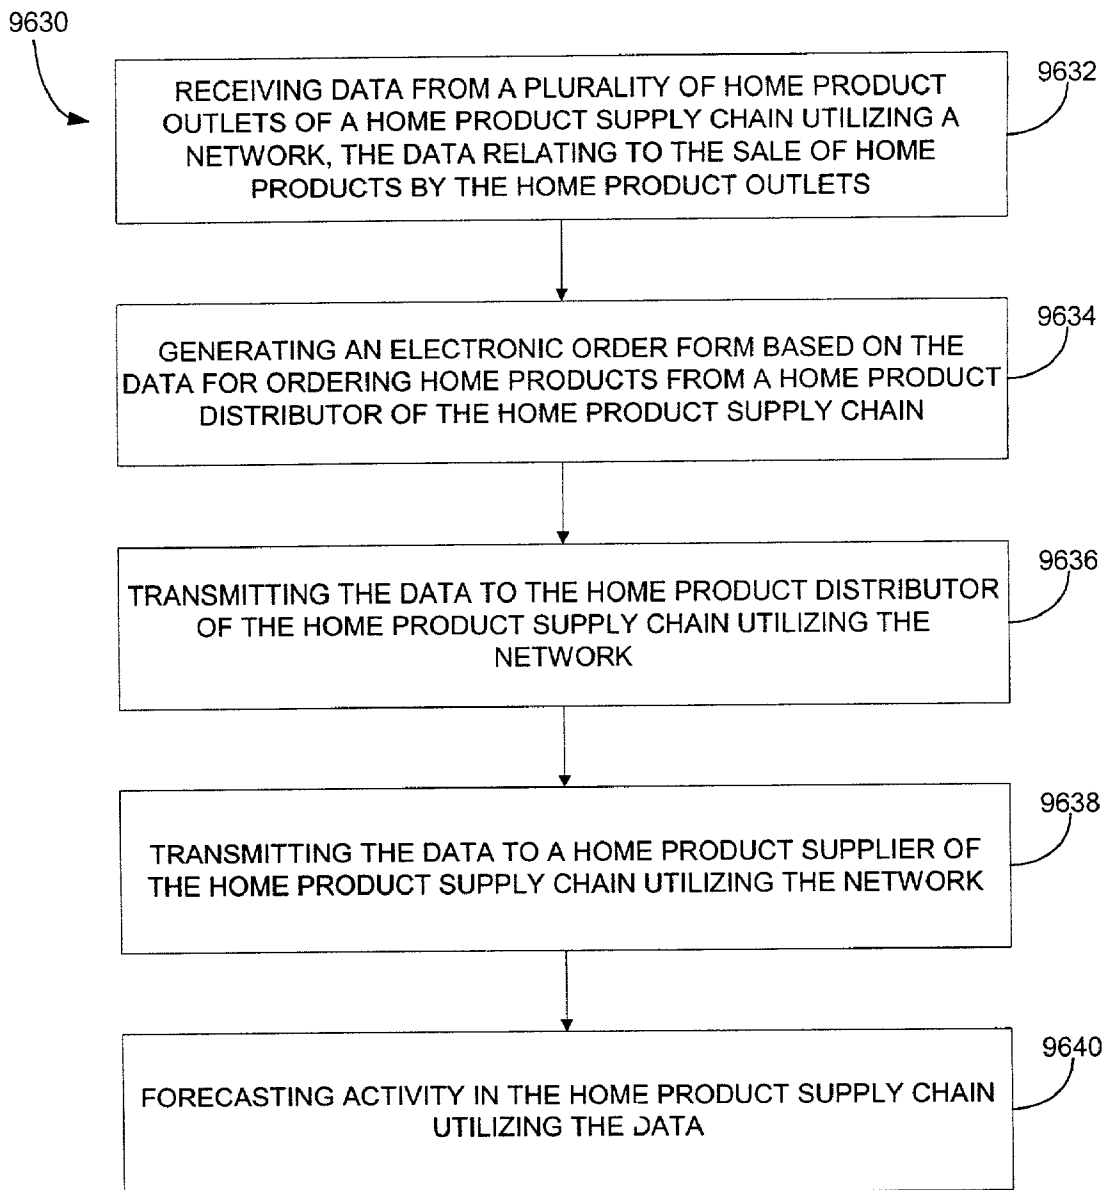 9630
RECEIVING DATA FROM A PLURALITY OF HOME PRODUCT
OUTLETS OF A HOME PRODUCT SUPPLY CHAIN UTILIZING A
NETWORK, THE DATA RELATING TO THE SALE OF HOME
PRODUCTS BY THE HOME PRODUCT OUTLETS
9632
GENERATING AN ELECTRONIC ORDER FORM BASED ON THE
DATA FOR ORDERING HOME PRODUCTS FROM A HOME PRODUCT
DISTRIBUTOR OF THE HOME PRODUCT SUPPLY CHAIN
9634
TRANSMITTING THE DATA TO THE HOME PRODUCT DISTRIBUTOR
OF THE HOME PRODUCT SUPPLY CHAIN UTILIZING THE
NETWORK
9636
TRANSMITTING THE DATA TO A HOME PRODUCT SUPPLIER OF
THE HOME PRODUCT SUPPLY CHAIN UTILIZING THE NETWORK
9638
FORECASTING ACTIVITY IN THE HOME PRODUCT SUPPLY CHAIN
UTILIZING THE DATA
9640